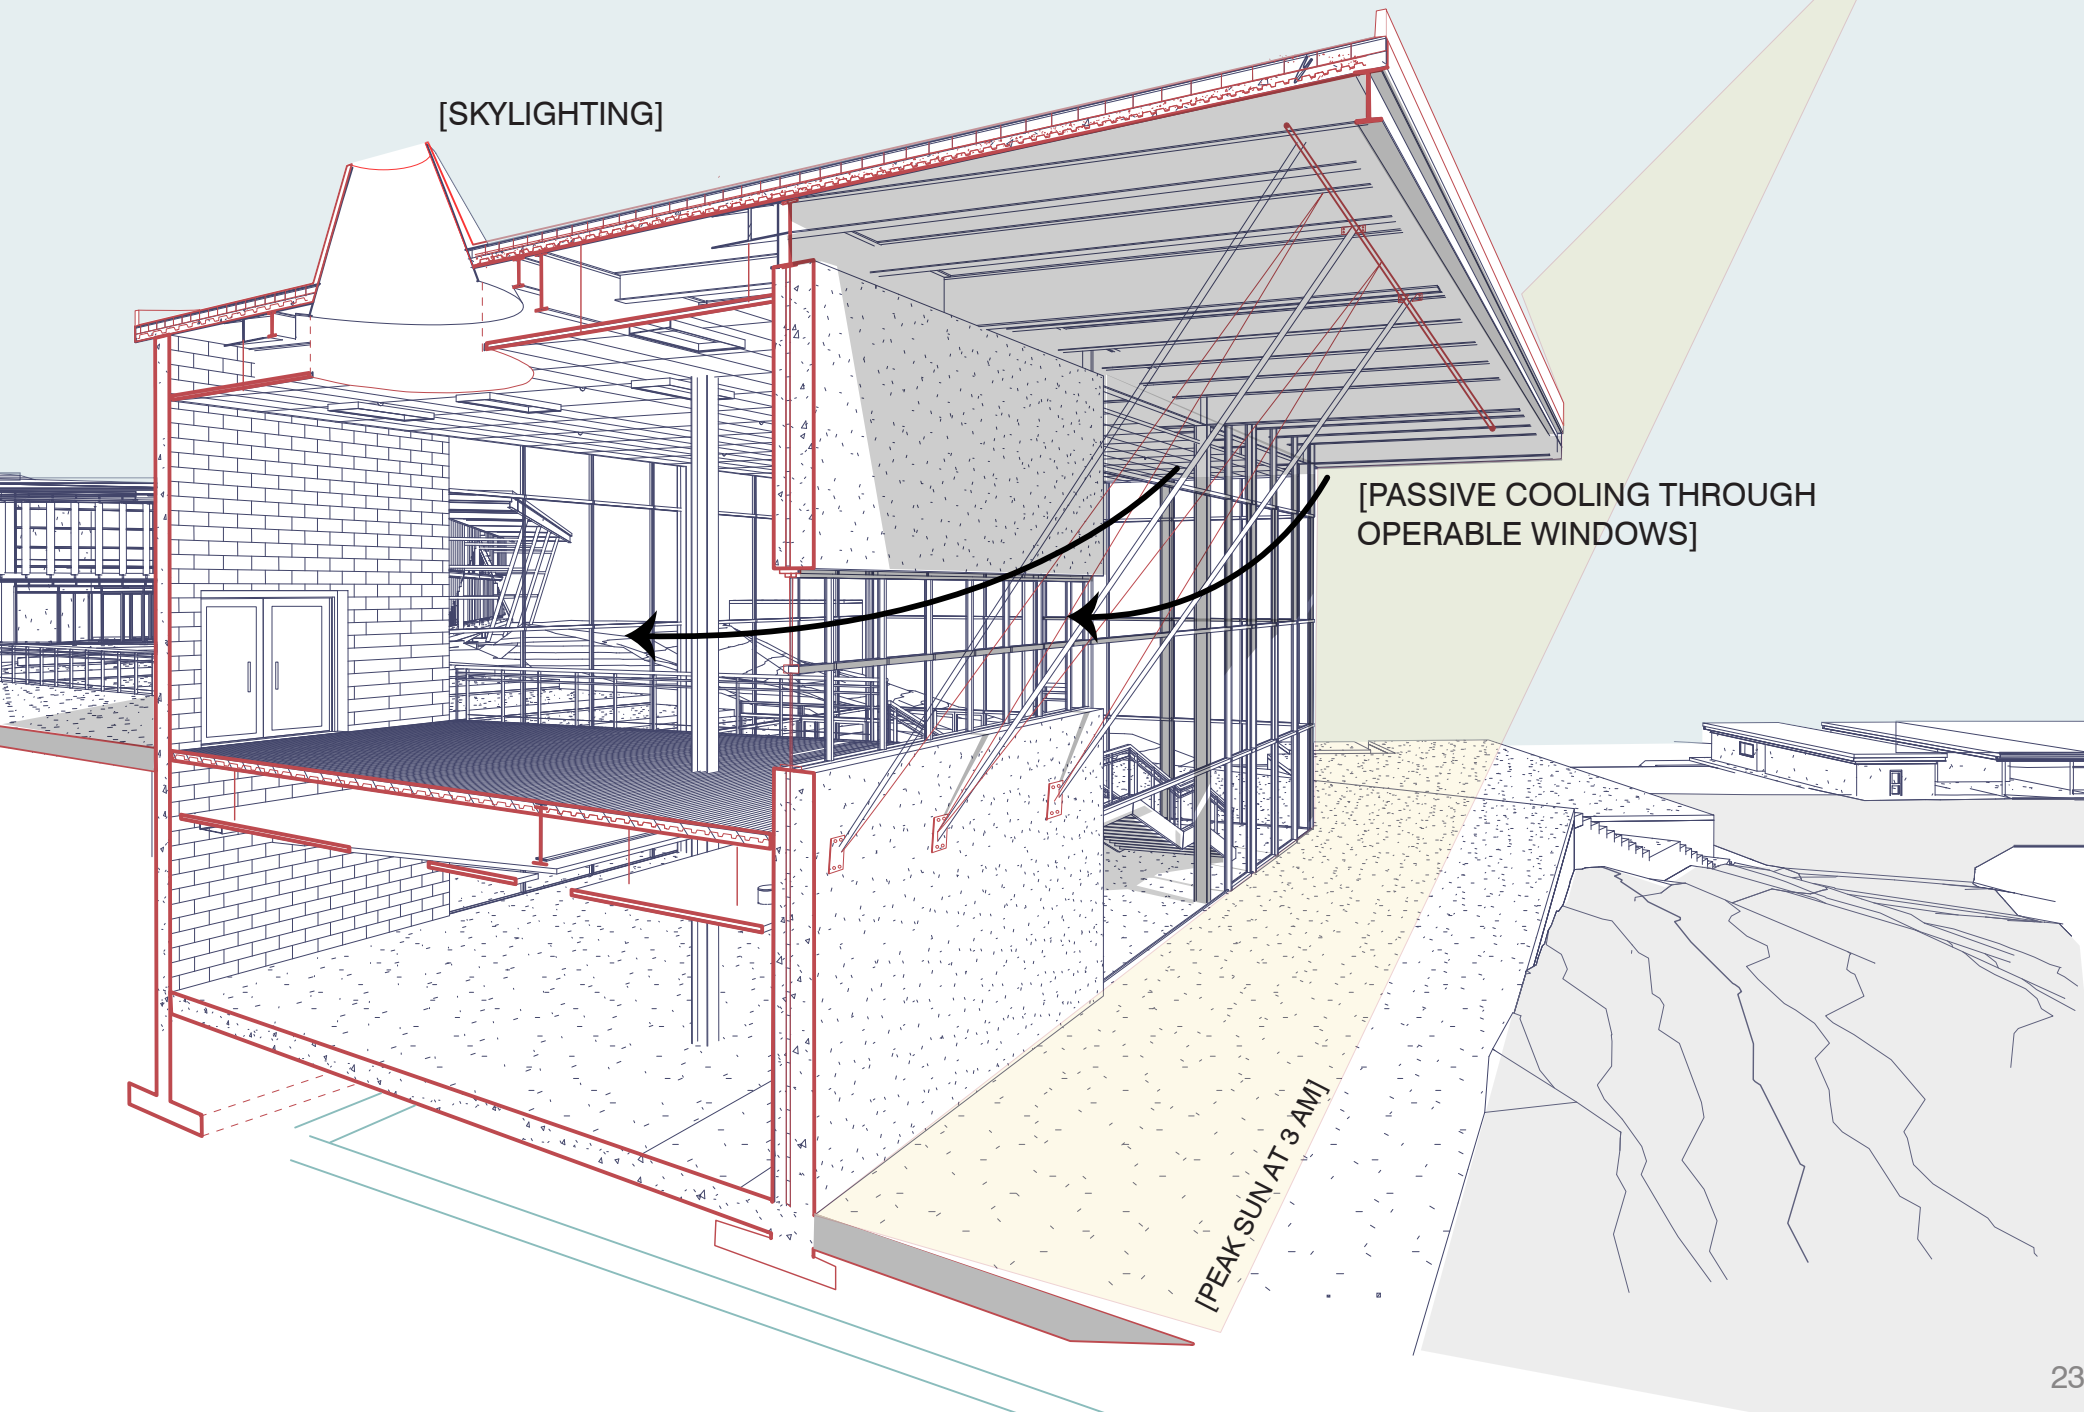 [SKYLIGHTING]
[PASSIVE COOLING THROUGH
OPERABLE WINDOWS]
[PEAK SUN AT 3 AM]
23